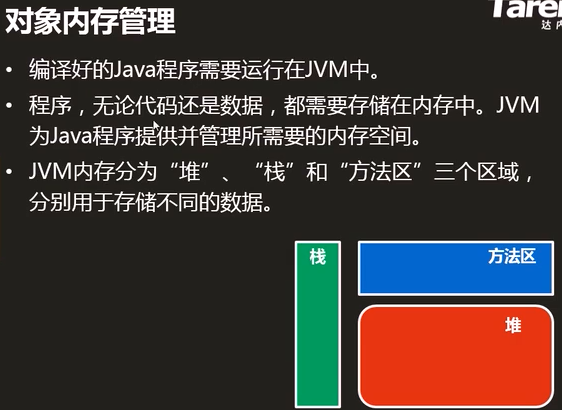 对象内存管理
Taren
达内
• 编译好的Java程序需要运行在JVM中。
• 程序，无论代码还是数据，都需要存储在内存中。JVM
为Java程序提供并管理所需要的内存空间。
• JVM内存分为“堆”、“栈”和“方法区”三个区域，
分别用于存储不同的数据。
栈
方法区
堆